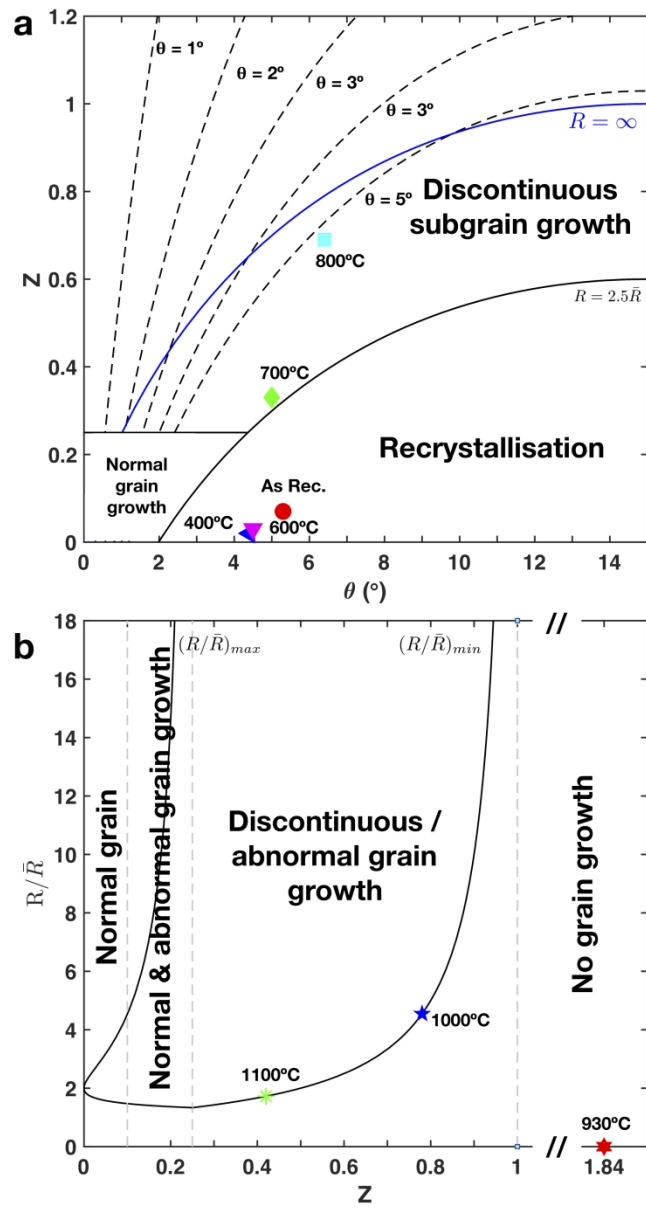 a
1.2
1
0.8
0.6
0.4
0.2
0
Z
θ = 1º
θ = 2º
θ = 3º
θ = 3º
θ = 5º
R = ∞
Discontinuous
subgrain growth
800ºC
R = 2.5R̄
700ºC
Normal
grain
growth
Recrystallisation
As Rec.
400ºC
600ºC
0 2 4 6 8 10 12 14
θ (°)
b
18
16
14
12
10
8
6
4
2
0
R/R̄
(R/R̄)max
(R/R̄)min
//
Normal grain
Normal & abnormal grain growth
Discontinuous /
abnormal grain
growth
No grain growth
1000ºC
1100ºC
930ºC
//
0 0.2 0.4 0.6 0.8 1 1.84
Z